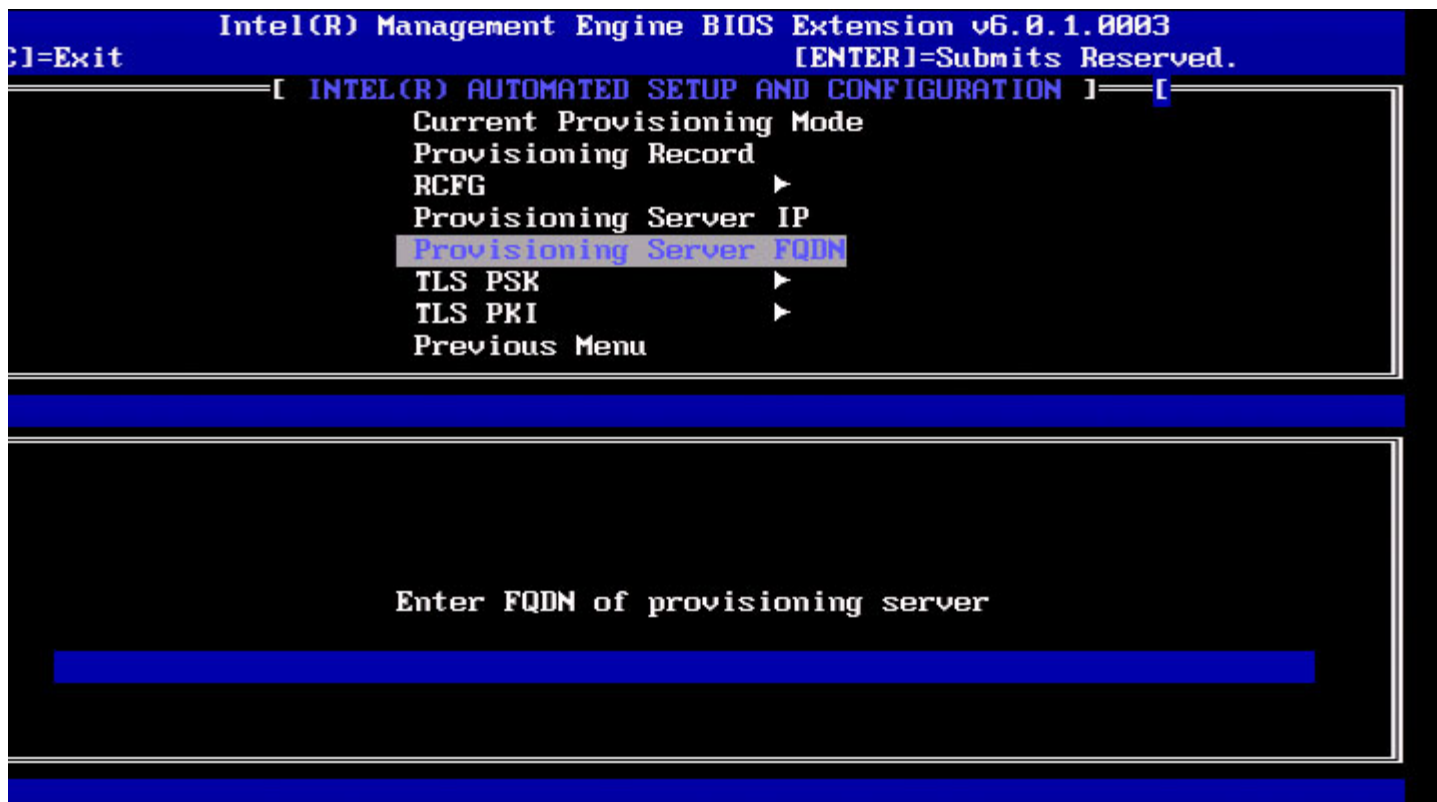 Intel(R) Management Engine BIOS Extension v6.0.1.0003
C]=Exit [ENTER]=Submits Reserved.
[ INTEL(R) AUTOMATED SETUP AND CONFIGURATION ] [
Current Provisioning Mode
Provisioning Record
RCFG ►
Provisioning Server IP
Provisioning Server FQDN
TLS PSK ►
TLS PKI ►
Previous Menu
Enter FQDN of provisioning server